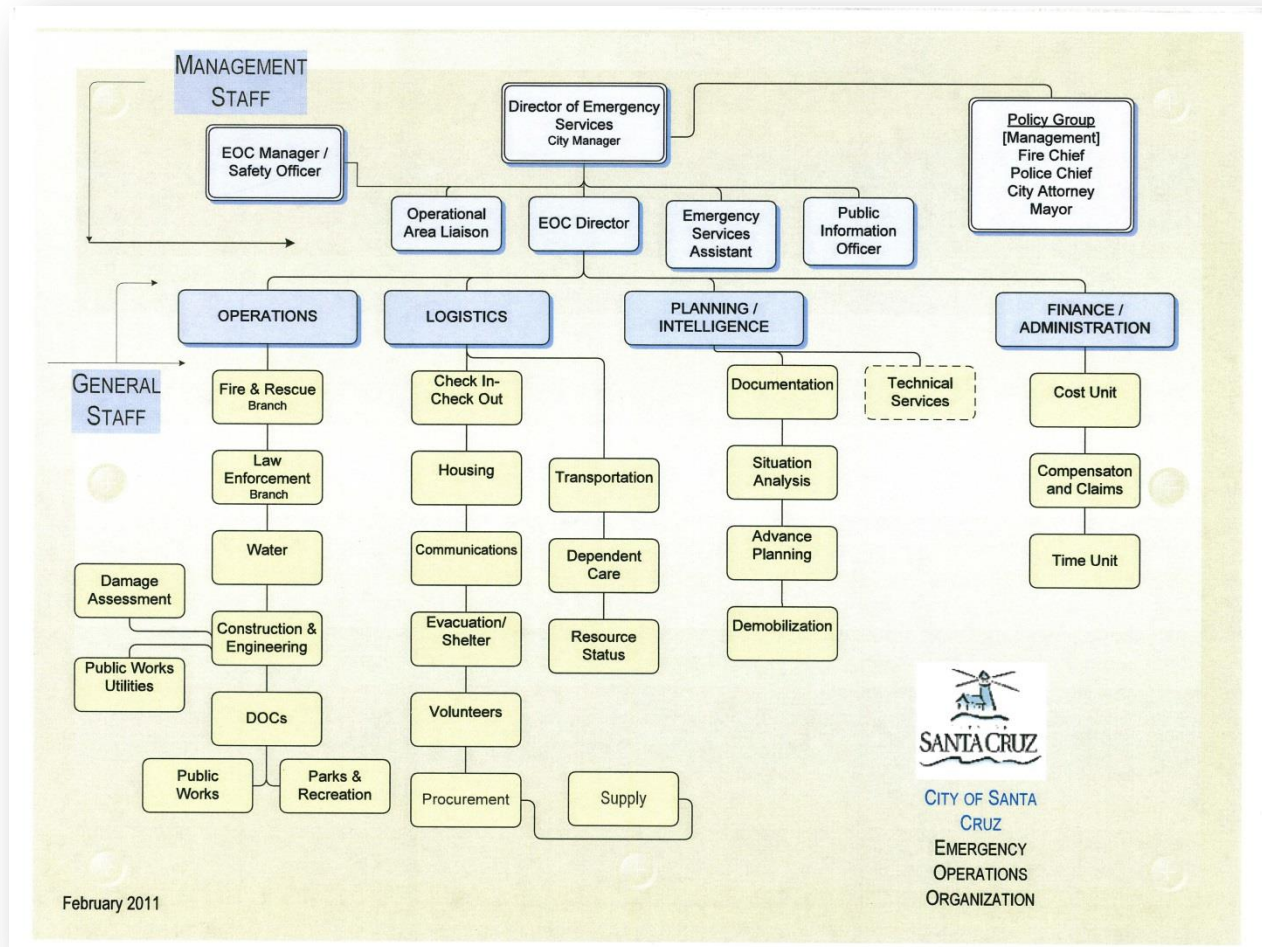 MANAGEMENT
STAFF
Director of Emergency
Services
City Manager
Policy Group
[Management]
Fire Chief
Police Chief
City Attorney
Mayor
EOC Manager /
Safety Officer
Operational
Area Liaison
EOC Director
Emergency
Services
Assistant
Public
Information
Officer
OPERATIONS
LOGISTICS
PLANNING /
INTELLIGENCE
FINANCE /
ADMINISTRATION
GENERAL
STAFF
Fire & Rescue
Branch
Law
Enforcement
Branch
Water
Damage
Assessment
Construction &
Engineering
Public Works
Utilities
DOCs
Public
Works
Parks &
Recreation
Check In-
Check Out
Housing
Communications
Evacuation/
Shelter
Volunteers
Procurement
Supply
Transportation
Dependent
Care
Resource
Status
Documentation
Situation
Analysis
Advance
Planning
Demobilization
Technical
Services
Cost Unit
Compensaton
and Claims
Time Unit
SANTA CRUZ
CITY OF SANTA
CRUZ
EMERGENCY
OPERATIONS
ORGANIZATION
February 2011